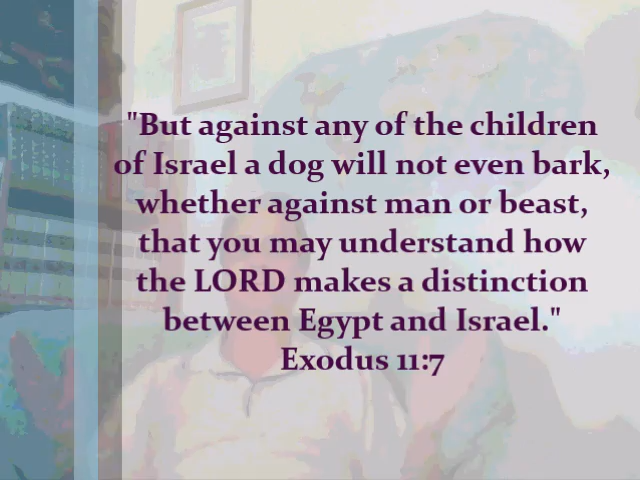 "But against any of the children
of Israel a dog will not even bark,
whether against man or beast,
that you may understand how
the LORD makes a distinction
between Egypt and Israel."
Exodus 11:7